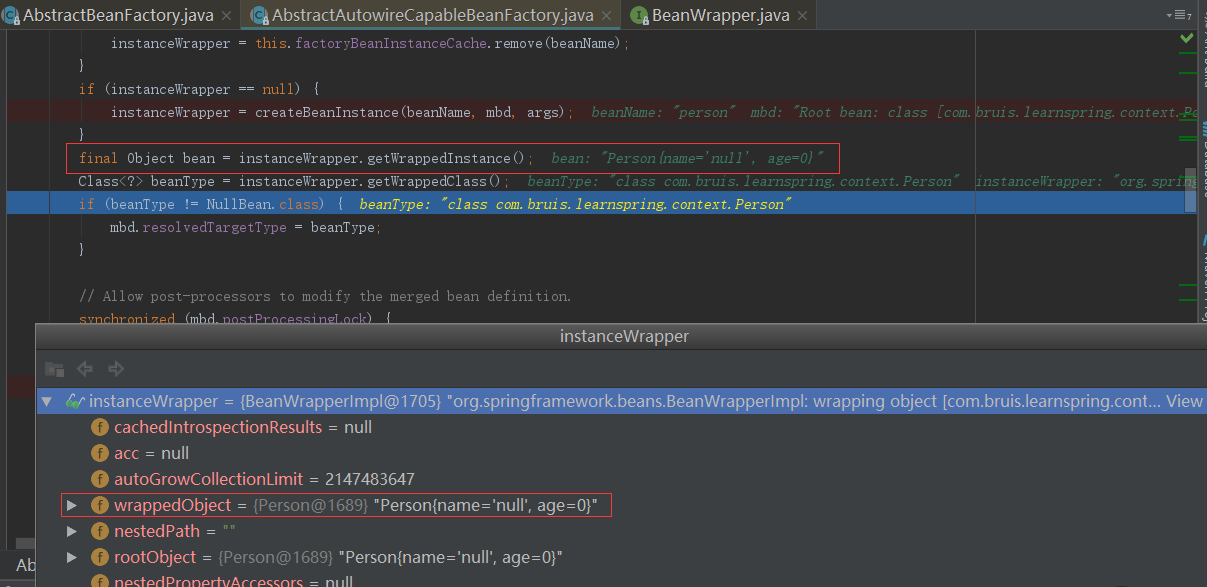 AbstractBeanFactory.java × AbstractAutowireCapableBeanFactory.java × BeanWrapper.java ×
instanceWrapper = this.factoryBeanInstanceCache.remove(beanName);
}
if (instanceWrapper == null) {
instanceWrapper = createBeanInstance(beanName, mbd, args); beanName: "person" mbd: "Root bean: class [com.bruis.learnspring.context.Pe
}
final Object bean = instanceWrapper.getWrappedInstance(); bean: "Person{name='null', age=0}"
Class<?> beanType = instanceWrapper.getWrappedClass(); beanType: "class com.bruis.learnspring.context.Person" instanceWrapper: "org.spring
if (beanType != NullBean.class) { beanType: "class com.bruis.learnspring.context.Person"
mbd.resolvedTargetType = beanType;
}
// Allow post-processors to modify the merged bean definition.
synchronized (mbd.postProcessingLock) {
instanceWrapper
instanceWrapper = {BeanWrapperImpl@1705} "org.springframework.beans.BeanWrapperImpl: wrapping object [com.bruis.learnspring.cont... View
cachedIntrospectionResults = null
acc = null
autoGrowCollectionLimit = 2147483647
wrappedObject = {Person@1689} "Person{name='null', age=0}"
nestedPath = ""
rootObject = {Person@1689} "Person{name='null', age=0}"
Ab
nestedPropertyAccessors = null